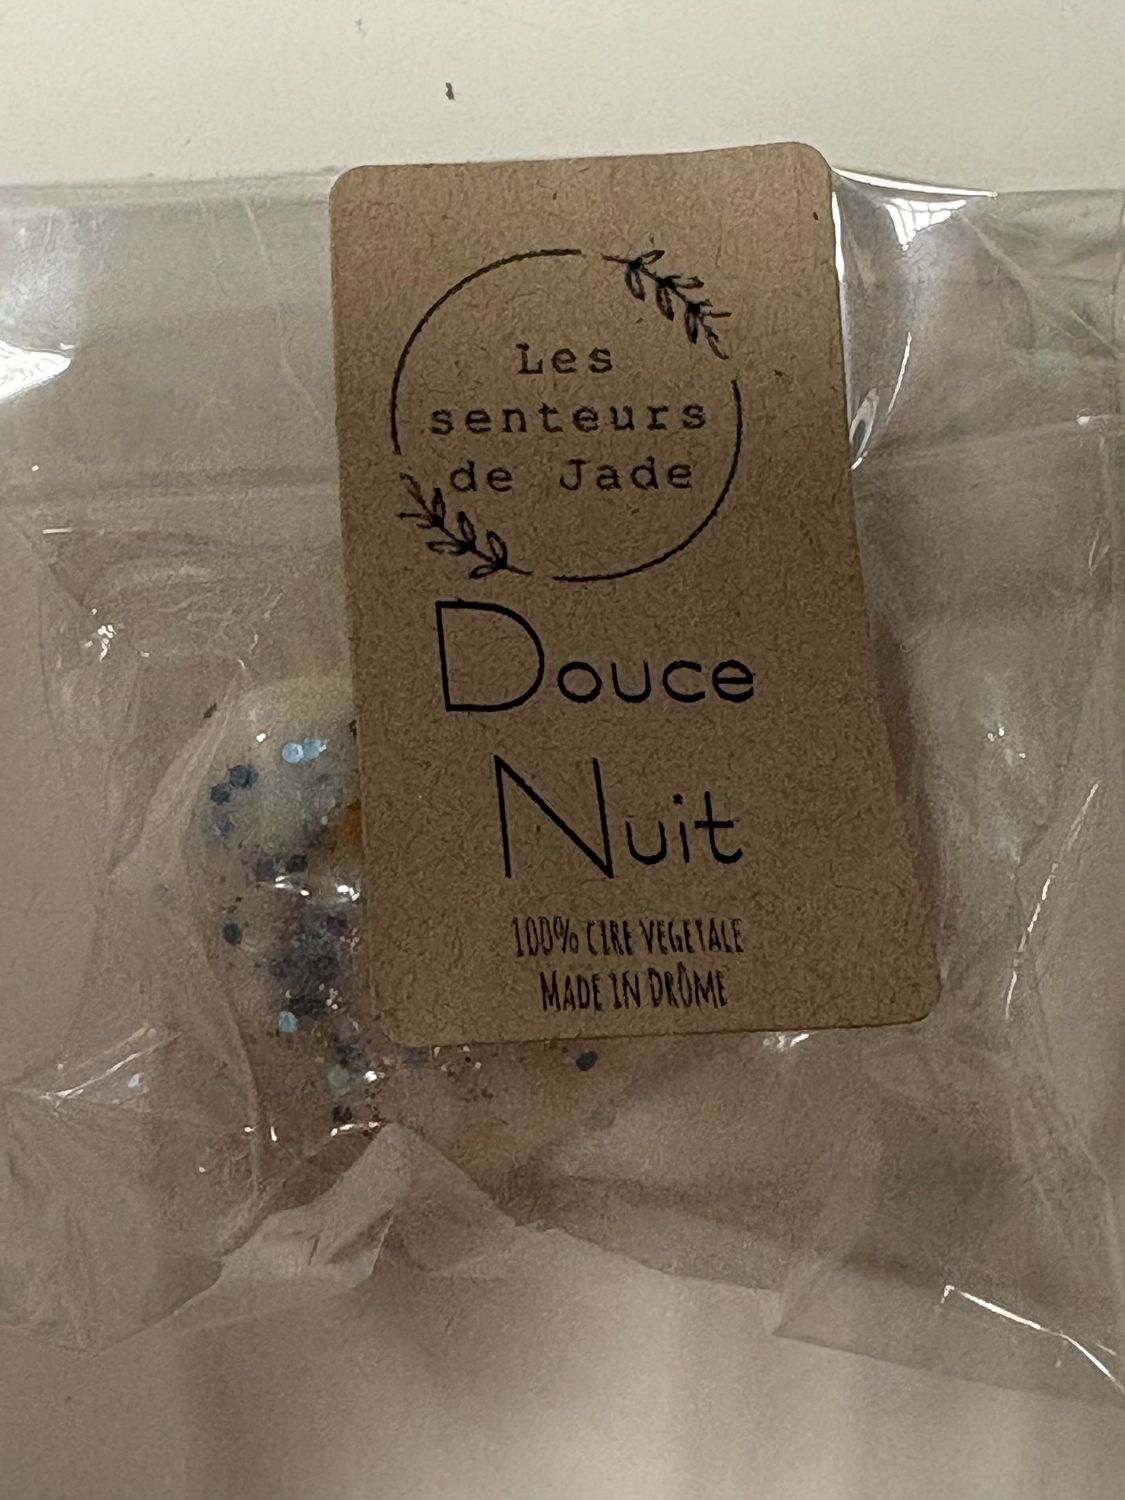 Les
senteurs
de Jade
Douce
Nuit
100% CIRE VEGETALE
MADE IN DRÔME